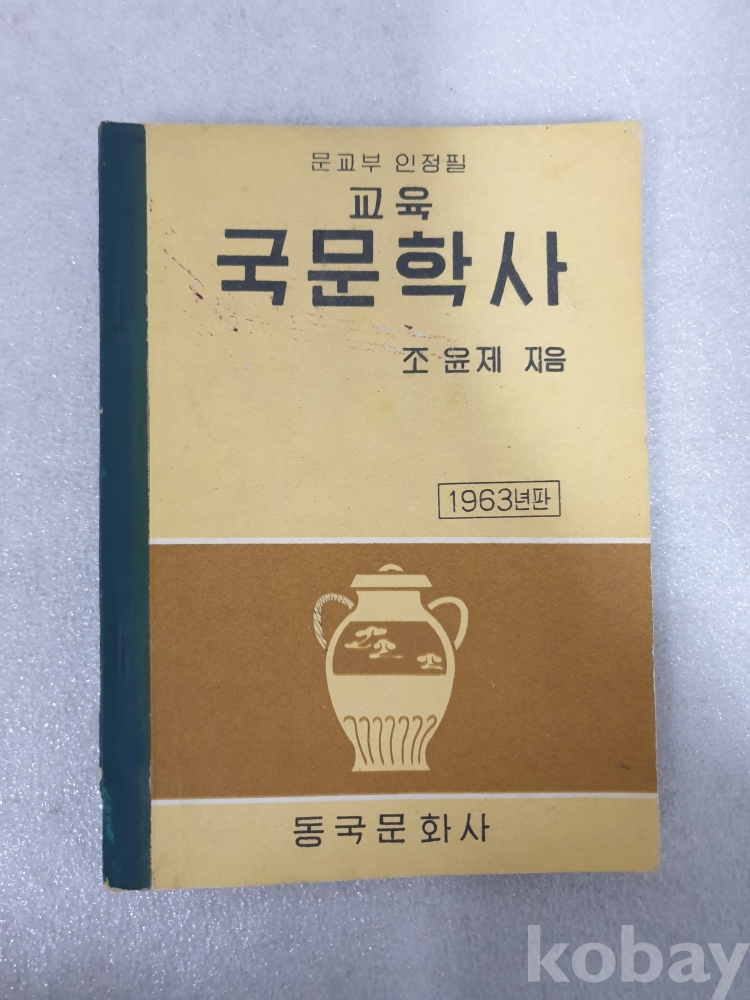 문교부 인정필
교육
국문학사
조윤제 지음
1963년판
동국문화사
kobay